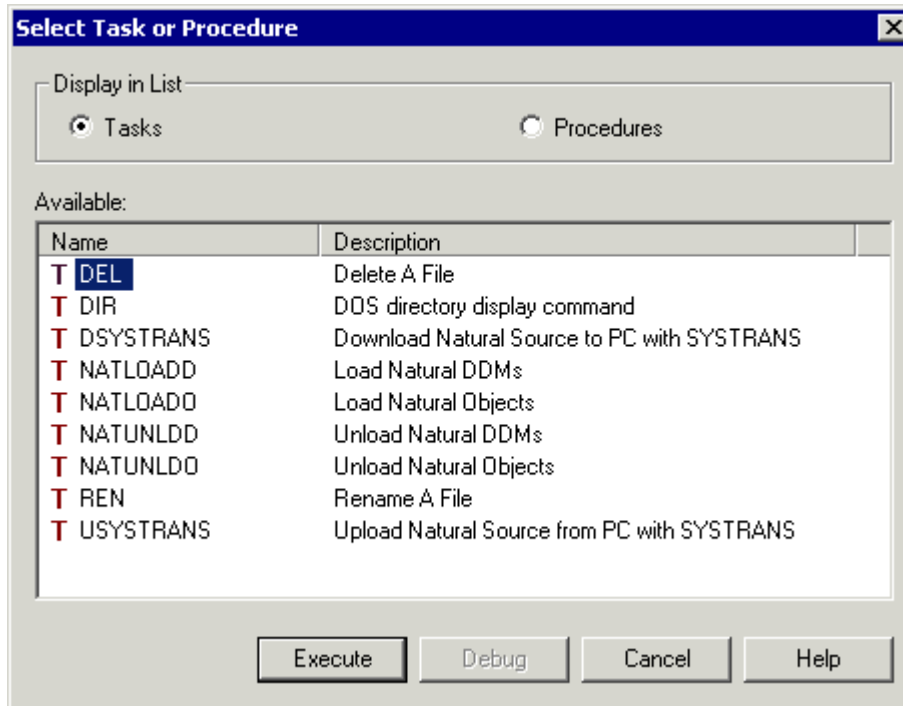 Select Task or Procedure
Display in List
Tasks Procedures
Available:
Name Description
T DEL Delete A File
T DIR DOS directory display command
T DSYSTRANS Download Natural Source to PC with SYSTRANS
T NATLOADD Load Natural DDMs
T NATLOADO Load Natural Objects
T NATUNLDD Unload Natural DDMs
T NATUNLDO Unload Natural Objects
T REN Rename A File
T USYSTRANS Upload Natural Source from PC with SYSTRANS
Execute Debug Cancel Help